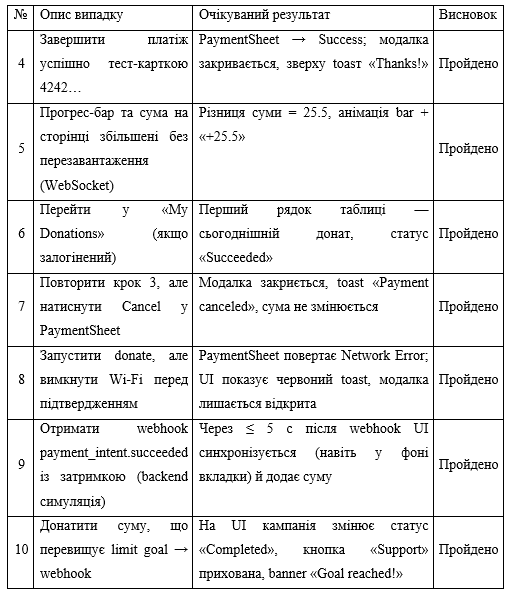 № Опис випадку Очікуваний результат Висновок
4
Завершити платіж
успішно тест-карткою
4242…
PaymentSheet → Success; модалка
закривається, зверху toast «Thanks!»
Пройдено
5
Прогрес-бар та сума на
сторінці збільшені без
перезавантаження
(WebSocket)
Різниця суми = 25.5, анімація bar +
«+25.5»
Пройдено
6
Перейти у «My
Donations» (якщо
залогінений)
Перший рядок таблиці —
сьогоднішній донат, статус
«Succeeded»
Пройдено
7
Повторити крок 3, але
натиснути Cancel у
PaymentSheet
Модалка закриється, toast «Payment
canceled», сума не змінюється
Пройдено
8
Запустити donate, але
вимкнути Wi-Fi перед
підтвердженням
PaymentSheet повертає Network Error;
UI показує червоний toast, модалка
лишається відкрита
Пройдено
9
Отримати webhook
payment_intent.succeeded
із затримкою (backend
симуляція)
Через ≤ 5 с після webhook UI
синхронізується (навіть у фоні
вкладки) й додає суму
Пройдено
10
Донатити суму, що
перевищує limit goal →
webhook
На UI кампанія змінює статус
«Completed», кнопка «Support»
прихована, banner «Goal reached!»
Пройдено